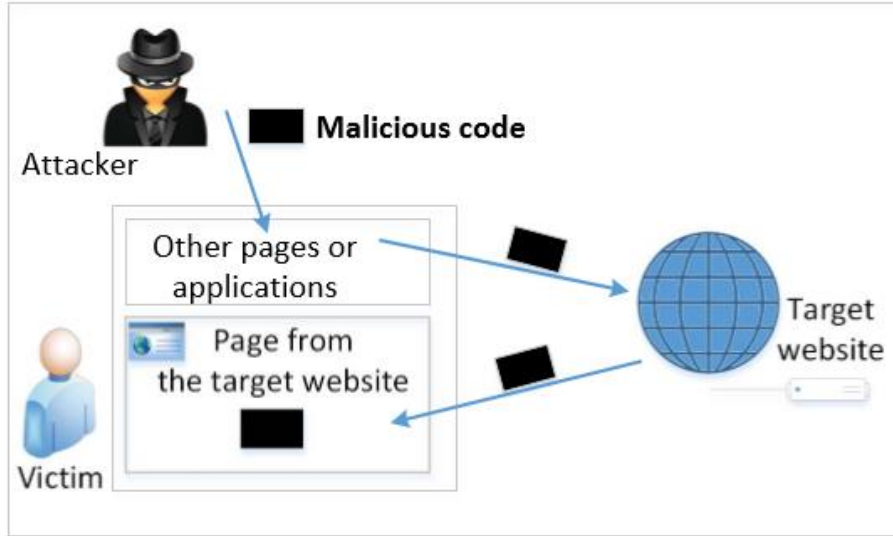 Malicious code
Attacker
Other pages or
applications
Target
website
Page from
the target website
Victim